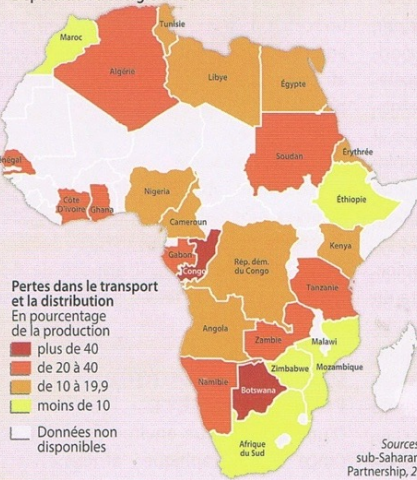 Tunisie
Maroc
Algérie
Libye
Égypte
Soudan
Érythrée
Côte
D'Ivoire
Ghana
Nigeria
Éthiopie
Cameroun
Gabon
Congo
Rép. dém.
du Congo
Kenya
Tanzanie
Angola
Zambie
Malawi
Mozambique
Zimbabwe
Namibie
Botswana
Afrique
du Sud
Pertes dans le transport
et la distribution
En pourcentage
de la production
plus de 40
de 20 à 40
de 10 à 19,9
moins de 10
Données non
disponibles
Sources
sub-Saharan
Partnership, 2